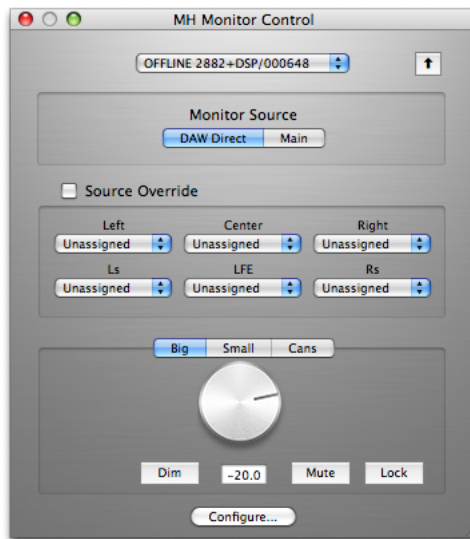 MH Monitor Control
OFFLINE 2882+DSP/000648
Monitor Source
DAW Direct Main
Source Override
Left Center Right
Unassigned Unassigned Unassigned
Ls LFE Rs
Unassigned Unassigned Unassigned
Big Small Cans
Dim -20.0 Mute Lock
Configure...